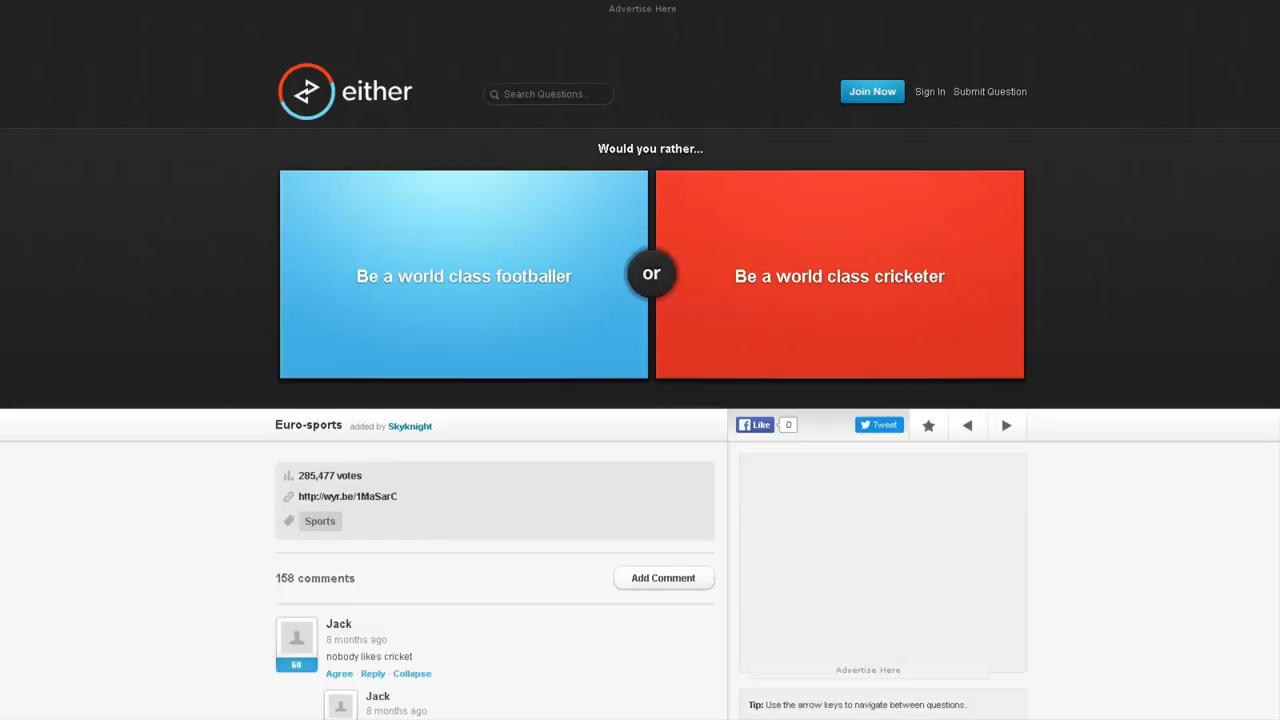 Advertise Here
either
Search Questions...
Join Now
Sign In
Submit Question
Would you rather...
Be a world class footballer
or
Be a world class cricketer
Euro-sports added by Skyknight
Like
0
Tweet
285,477 votes
http://wyr.be/1MaSarC
Sports
158 comments
Add Comment
Jack
8 months ago
60
nobody likes cricket
Agree · Reply · Collapse
Jack
8 months ago
Advertise Here
Tip: Use the arrow keys to navigate between questions.